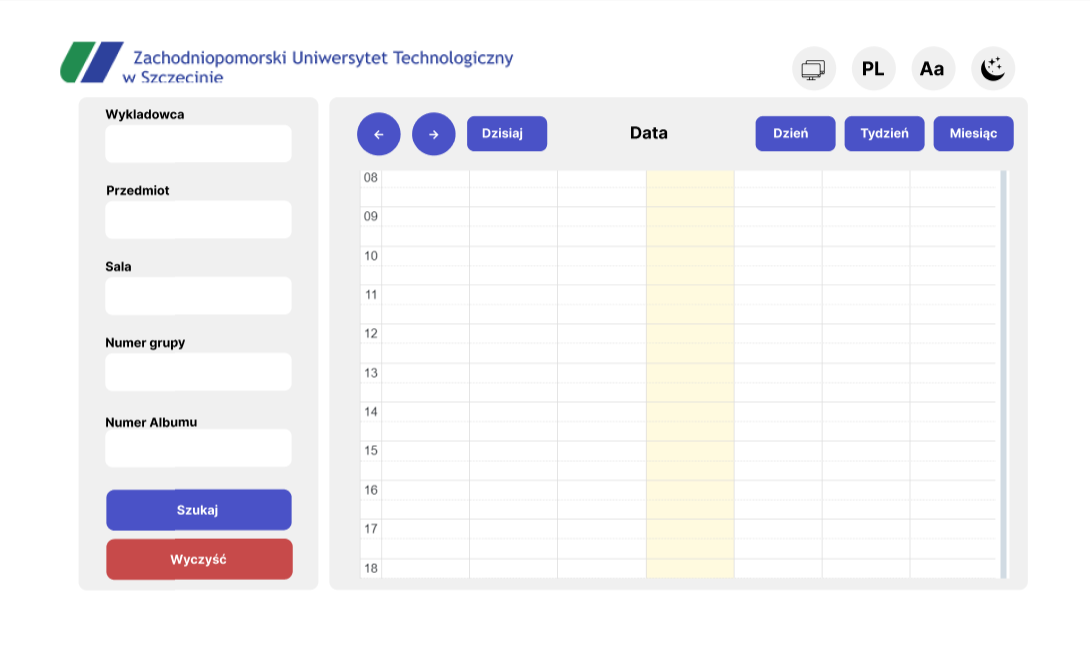 Zachodniopomorski Uniwersytet Technologiczny
w Szczecinie
PL
Aa
Wykladowca
Przedmiot
Sala
Numer grupy
Numer Albumu
Szukaj
Wyczyść
← → Dzisiaj
Data
Dzień Tydzień Miesiąc
08
09
10
11
12
13
14
15
16
17
18